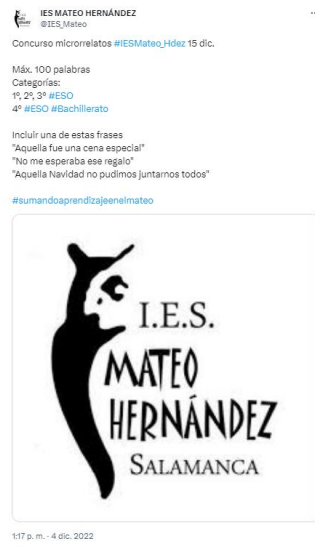 IES MATEO HERNÁNDEZ
@IES_Mateo
Concurso microrrelatos #IESMateo_Hdez 15 dic.
Máx. 100 palabras
Categorías:
1º, 2º, 3º #ESO
4º #ESO #Bachillerato
Incluir una de estas frases
"Aquella fue una cena especial"
"No me esperaba ese regalo"
"Aquella Navidad no pudimos juntarnos todos"
#sumandoaprendizajeenelmateo
I.E.S.
MATEO
HERNÁNDEZ
SALAMANCA
1:17 p. m. · 4 dic. 2022